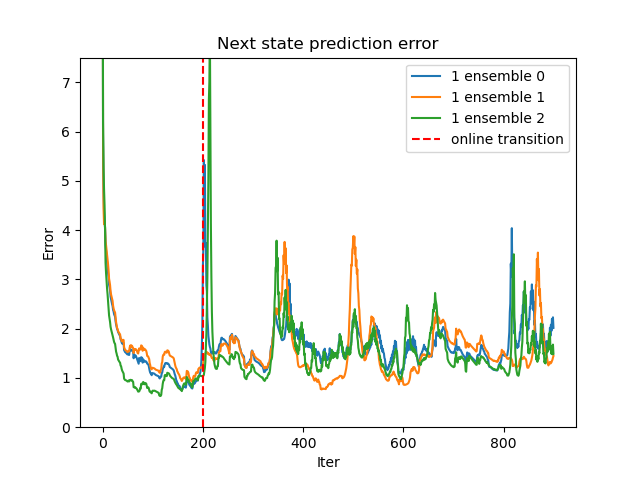 Next state prediction error
1 ensemble 0
1 ensemble 1
1 ensemble 2
online transition
7
6
5
4
3
2
1
0
Error
0 200 400 600 800
Iter